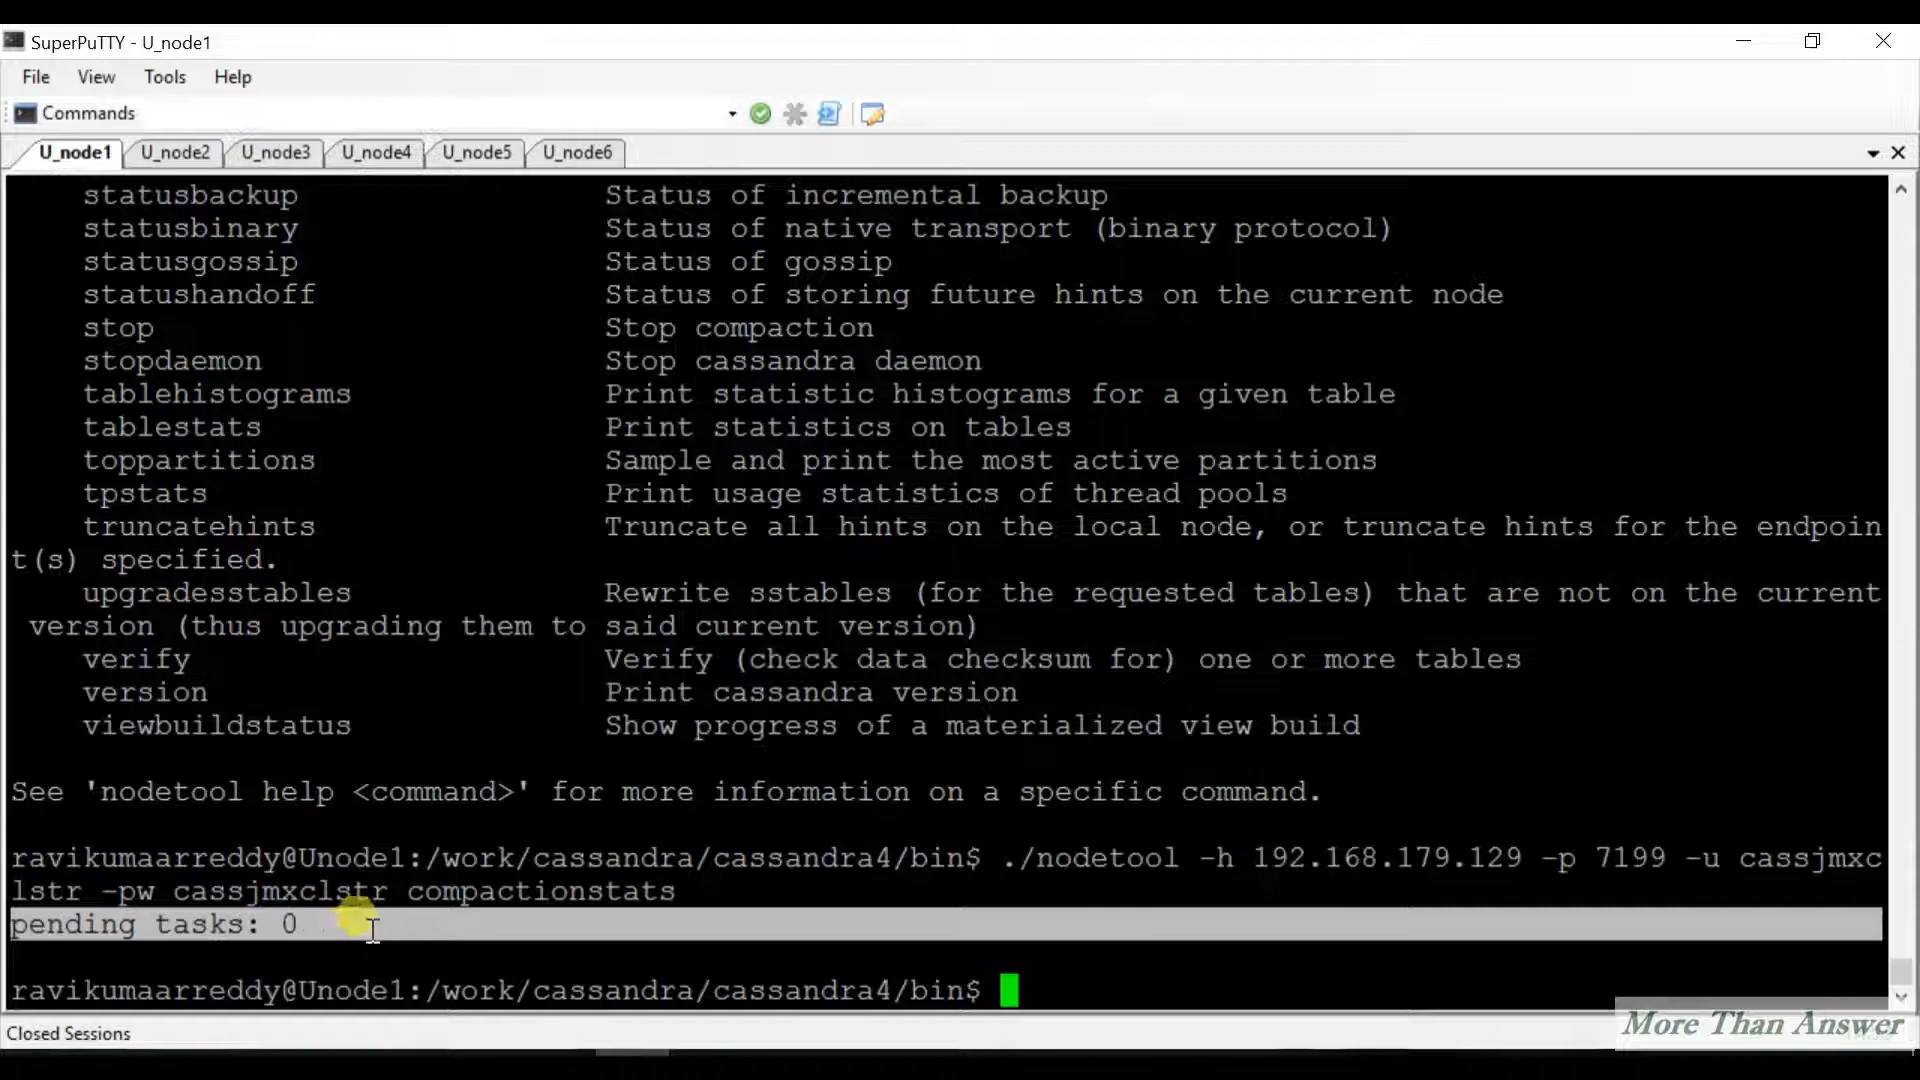 SuperPuTTY - U_node1
File View Tools Help
Commands
U_node1 U_node2 U_node3 U_node4 U_node5 U_node6
statusbackup Status of incremental backup
statusbinary Status of native transport (binary protocol)
statusgossip Status of gossip
statushandoff Status of storing future hints on the current node
stop Stop compaction
stopdaemon Stop cassandra daemon
tablehistograms Print statistic histograms for a given table
tablestats Print statistics on tables
toppartitions Sample and print the most active partitions
tpstats Print usage statistics of thread pools
truncatehints Truncate all hints on the local node, or truncate hints for the endpoin
t(s) specified.
upgradesstables Rewrite sstables (for the requested tables) that are not on the current
version (thus upgrading them to said current version)
verify Verify (check data checksum for) one or more tables
version Print cassandra version
viewbuildstatus Show progress of a materialized view build
See 'nodetool help <command>' for more information on a specific command.
ravikumaarreddy@Unode1:/work/cassandra/cassandra4/bin$ ./nodetool -h 192.168.179.129 -p 7199 -u cassjmxc
lstr -pw cassjmxclstr compactionstats
pending tasks: 0
ravikumaarreddy@Unode1:/work/cassandra/cassandra4/bin$
Closed Sessions
More Than Answer